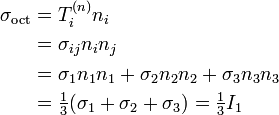 σ_oct = T_i^(n) n_i
= σ_ij n_i n_j
= σ_1 n_1 n_1 + σ_2 n_2 n_2 + σ_3 n_3 n_3
= 1/3 (σ_1 + σ_2 + σ_3) = 1/3 I_1